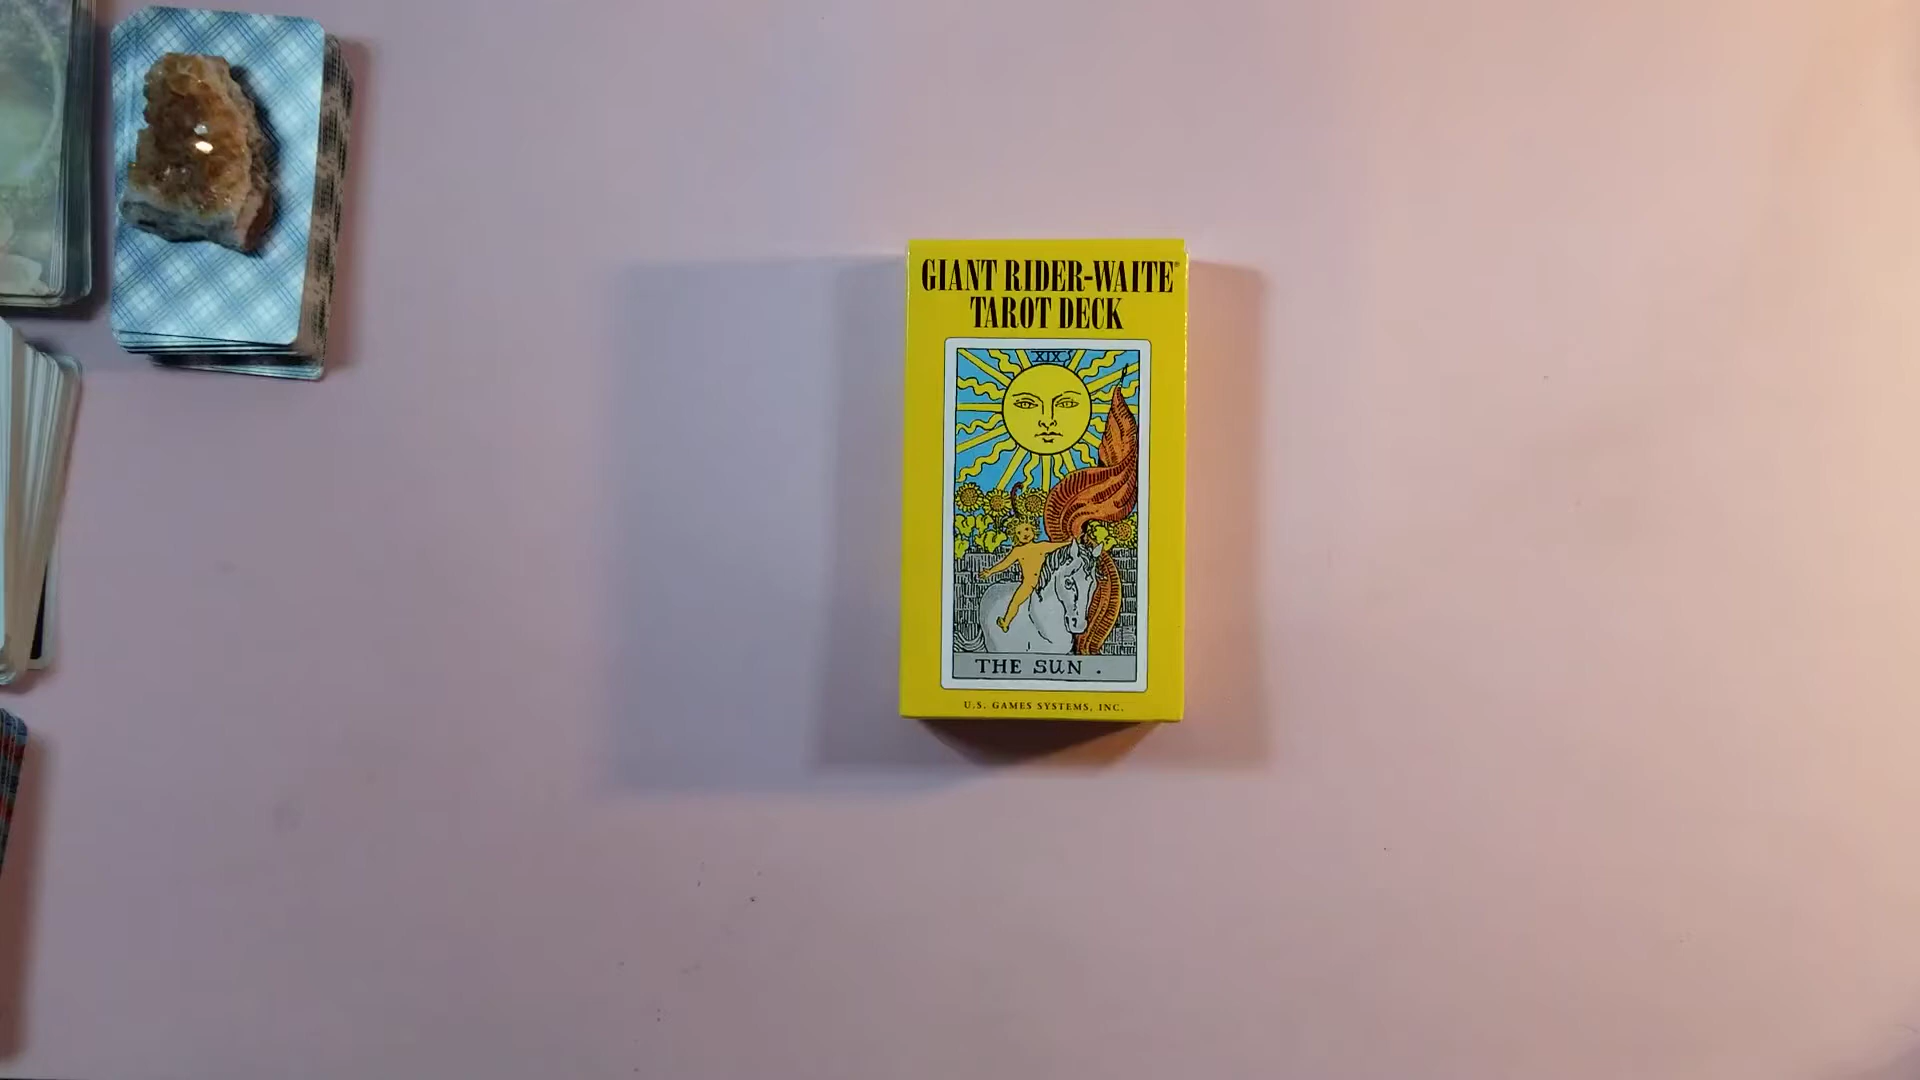 GIANT RIDER-WAITE®
TAROT DECK
XIX
THE SUN .
U.S. GAMES SYSTEMS, INC.